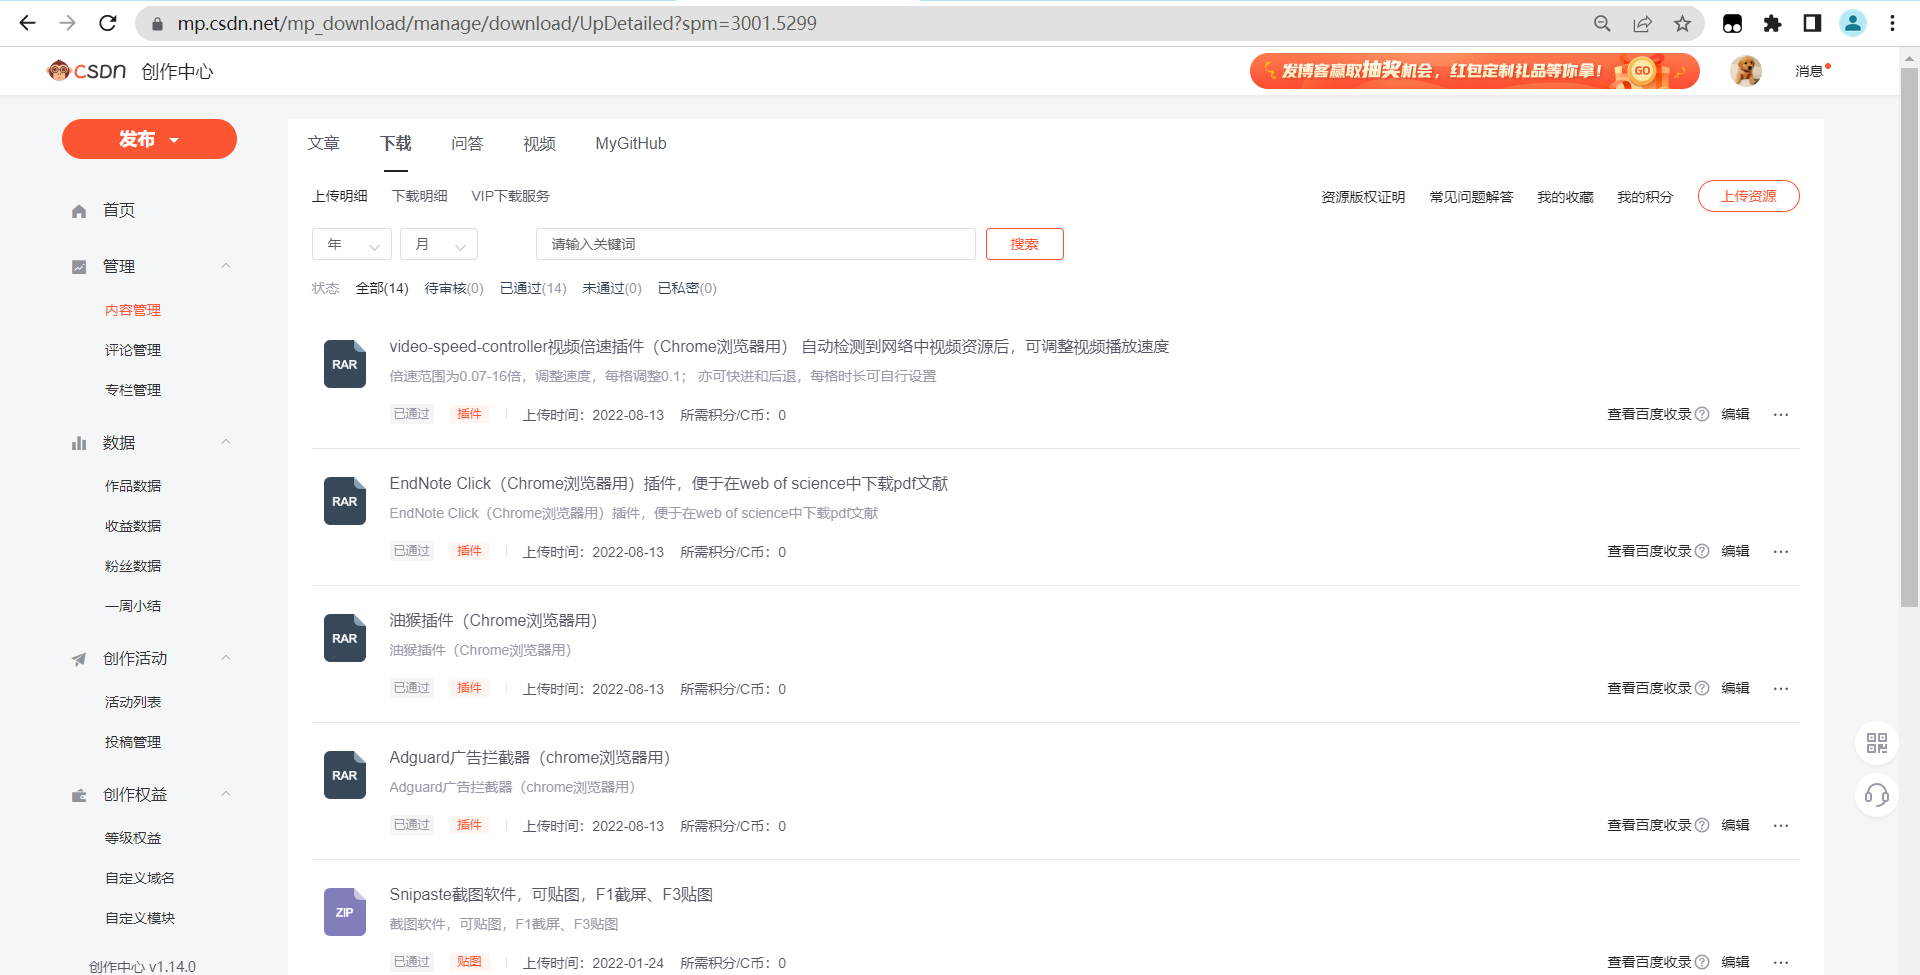 mp.csdn.net/mp_download/manage/download/UpDetailed?spm=3001.5299
CSDN 创作中心
发博客赢取抽奖机会，红包定制礼品等你拿！ GO
消息
发布
首页
管理
内容管理
评论管理
专栏管理
数据
作品数据
收益数据
粉丝数据
一周小结
创作活动
活动列表
投稿管理
创作权益
等级权益
自定义域名
自定义模块
创作中心 v1.14.0
文章 下载 问答 视频 MyGitHub
上传明细 下载明细 VIP下载服务 资源版权证明 常见问题解答 我的收藏 我的积分 上传资源
年 月 请输入关键词 搜索
状态 全部(14) 待审核(0) 已通过(14) 未通过(0) 已私密(0)
RAR
video-speed-controller视频倍速插件（Chrome浏览器用） 自动检测到网络中视频资源后，可调整视频播放速度
倍速范围为0.07-16倍，调整速度，每格调整0.1； 亦可快进和后退，每格时长可自行设置
已通过 插件 上传时间：2022-08-13 所需积分/C币：0 查看百度收录 ? 编辑 ...
RAR
EndNote Click（Chrome浏览器用）插件，便于在web of science中下载pdf文献
EndNote Click（Chrome浏览器用）插件，便于在web of science中下载pdf文献
已通过 插件 上传时间：2022-08-13 所需积分/C币：0 查看百度收录 ? 编辑 ...
RAR
油猴插件（Chrome浏览器用）
油猴插件（Chrome浏览器用）
已通过 插件 上传时间：2022-08-13 所需积分/C币：0 查看百度收录 ? 编辑 ...
RAR
Adguard广告拦截器（chrome浏览器用）
Adguard广告拦截器（chrome浏览器用）
已通过 插件 上传时间：2022-08-13 所需积分/C币：0 查看百度收录 ? 编辑 ...
ZIP
Snipaste截图软件，可贴图，F1截屏、F3贴图
截图软件，可贴图，F1截屏、F3贴图
已通过 贴图 上传时间：2022-01-24 所需积分/C币：0 查看百度收录 ? 编辑 ...